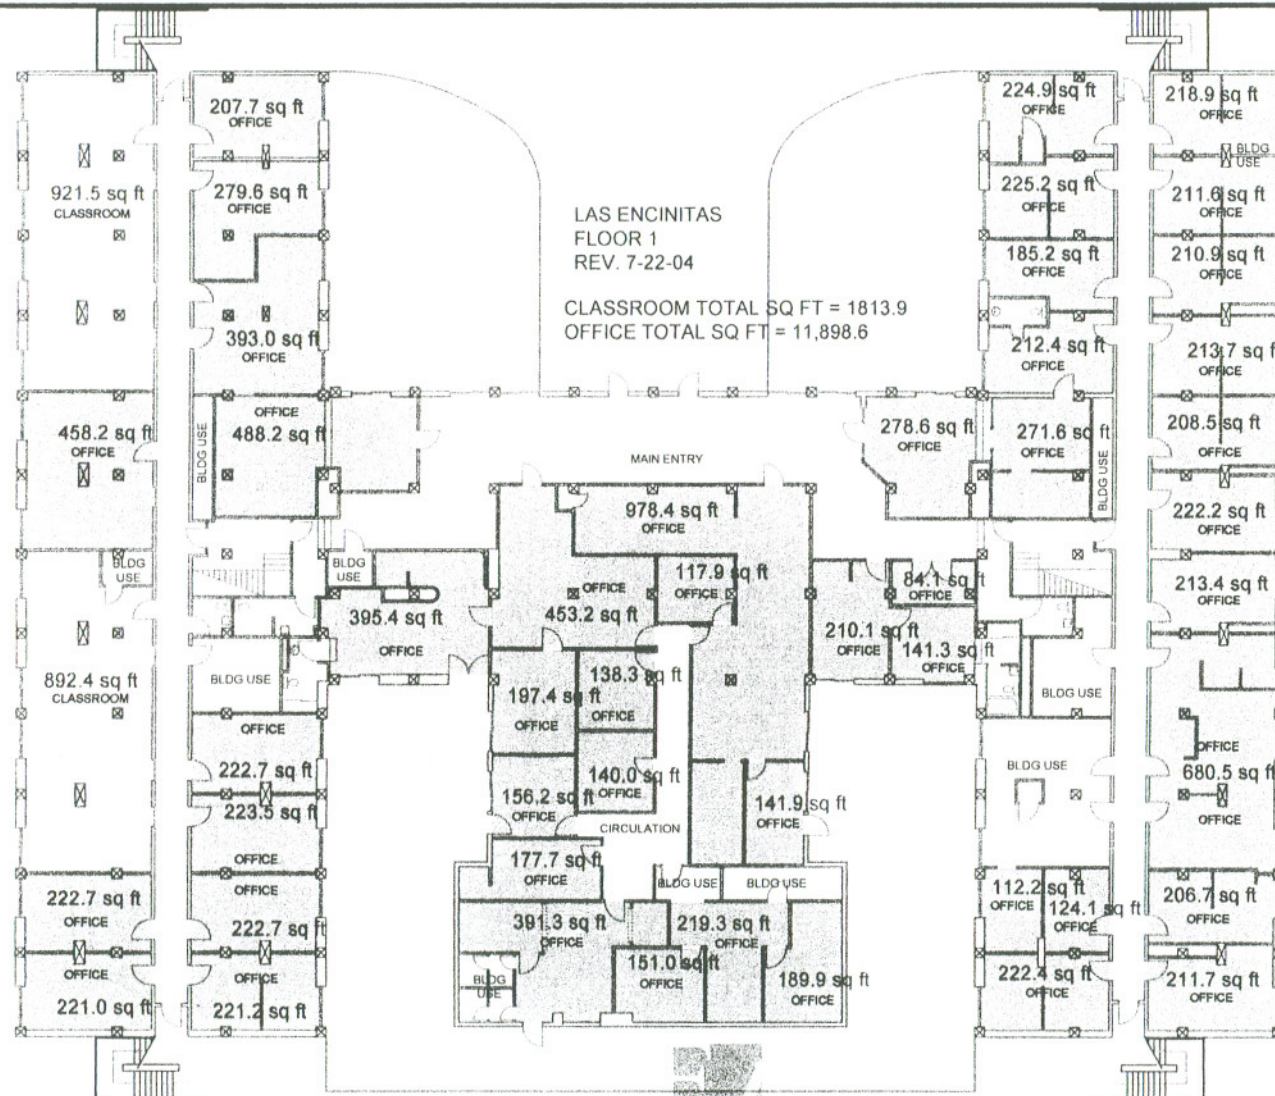 207.7 sq ft
OFFICE
224.9 sq ft
OFFICE
218.9 sq ft
OFFICE
BLDG
USE
921.5 sq ft
CLASSROOM
279.6 sq ft
OFFICE
225.2 sq ft
OFFICE
211.6 sq ft
OFFICE
LAS ENCINITAS
FLOOR 1
REV. 7-22-04
185.2 sq ft
OFFICE
210.9 sq ft
OFFICE
CLASSROOM TOTAL SQ FT = 1813.9
OFFICE TOTAL SQ FT = 11,898.6
393.0 sq ft
OFFICE
212.4 sq ft
OFFICE
213.7 sq ft
OFFICE
458.2 sq ft
OFFICE
BLDG USE
OFFICE
488.2 sq ft
MAIN ENTRY
278.6 sq ft
OFFICE
271.6 sq ft
OFFICE
BLDG USE
208.5 sq ft
OFFICE
978.4 sq ft
OFFICE
222.2 sq ft
OFFICE
BLDG
USE
BLDG
USE
OFFICE
453.2 sq ft
117.9 sq ft
OFFICE
84.1 sq ft
OFFICE
213.4 sq ft
OFFICE
395.4 sq ft
OFFICE
210.1 sq ft
OFFICE
141.3 sq ft
OFFICE
892.4 sq ft
CLASSROOM
BLDG USE
197.4 sq ft
OFFICE
138.3 sq ft
OFFICE
BLDG USE
OFFICE
222.7 sq ft
140.0 sq ft
OFFICE
BLDG USE
OFFICE
680.5 sq ft
223.5 sq ft
OFFICE
156.2 sq ft
OFFICE
141.9 sq ft
OFFICE
CIRCULATION
177.7 sq ft
OFFICE
BLDG USE
BLDG USE
222.7 sq ft
OFFICE
OFFICE
222.7 sq ft
112.2 sq ft
OFFICE
124.1 sq ft
OFFICE
206.7 sq ft
OFFICE
391.3 sq ft
OFFICE
219.3 sq ft
OFFICE
OFFICE
221.0 sq ft
OFFICE
221.2 sq ft
BLDG
USE
151.0 sq ft
OFFICE
189.9 sq ft
OFFICE
222.4 sq ft
OFFICE
211.7 sq ft
OFFICE